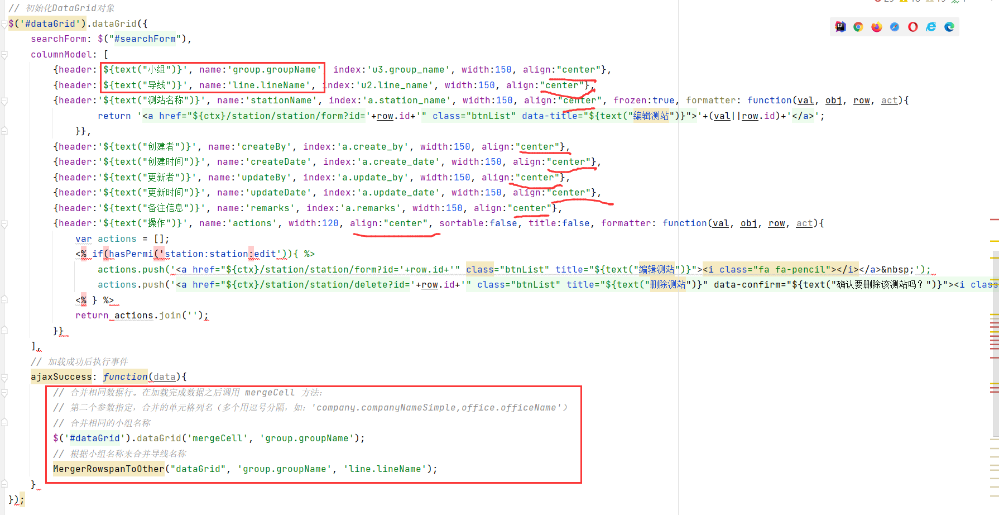 // 初始化DataGrid对象
$('#dataGrid').dataGrid({
searchForm: $("#searchForm"),
columnModel: [
{header:'${text("小组")}', name:'group.groupName', index:'u3.group_name', width:150, align:"center"},
{header:'${text("导线")}', name:'line.lineName', index:'u2.line_name', width:150, align:"center"},
{header:'${text("测站名称")}', name:'stationName', index:'a.station_name', width:150, align:"center", frozen:true, formatter: function(val, obj, row, act){
return '<a href="${ctx}/station/station/form?id='+row.id+'" class="btnList" data-title="${text("编辑测站")}">'+(val||row.id)+'</a>';
}},
{header:'${text("创建者")}', name:'createBy', index:'a.create_by', width:150, align:"center"},
{header:'${text("创建时间")}', name:'createDate', index:'a.create_date', width:150, align:"center"},
{header:'${text("更新者")}', name:'updateBy', index:'a.update_by', width:150, align:"center"},
{header:'${text("更新时间")}', name:'updateDate', index:'a.update_date', width:150, align:"center"},
{header:'${text("备注信息")}', name:'remarks', index:'a.remarks', width:150, align:"center"},
{header:'${text("操作")}', name:'actions', width:120, align:"center", sortable:false, title:false, formatter: function(val, obj, row, act){
var actions = [];
<% if(hasPermi('station:station:edit')){ %>
actions.push('<a href="${ctx}/station/station/form?id='+row.id+'" class="btnList" title="${text("编辑测站")}"><i class="fa fa-pencil"></i></a>&nbsp;');
actions.push('<a href="${ctx}/station/station/delete?id='+row.id+'" class="btnList" title="${text("删除测站")}" data-confirm="${text("确认要删除该测站吗？")}"><i clas
<% } %>
return actions.join('');
}}
],
// 加载成功后执行事件
ajaxSuccess: function(data){
// 合并相同数据行。在加载完成数据之后调用 mergeCell 方法：
// 第二个参数指定，合并的单元格列名（多个用逗号分隔，如：'company.companyNameSimple,office.officeName'）
// 合并相同的小组名称
$('#dataGrid').dataGrid('mergeCell', 'group.groupName');
// 根据小组名称来合并导线名称
MergerRowspanToOther("dataGrid", 'group.groupName', 'line.lineName');
}
});